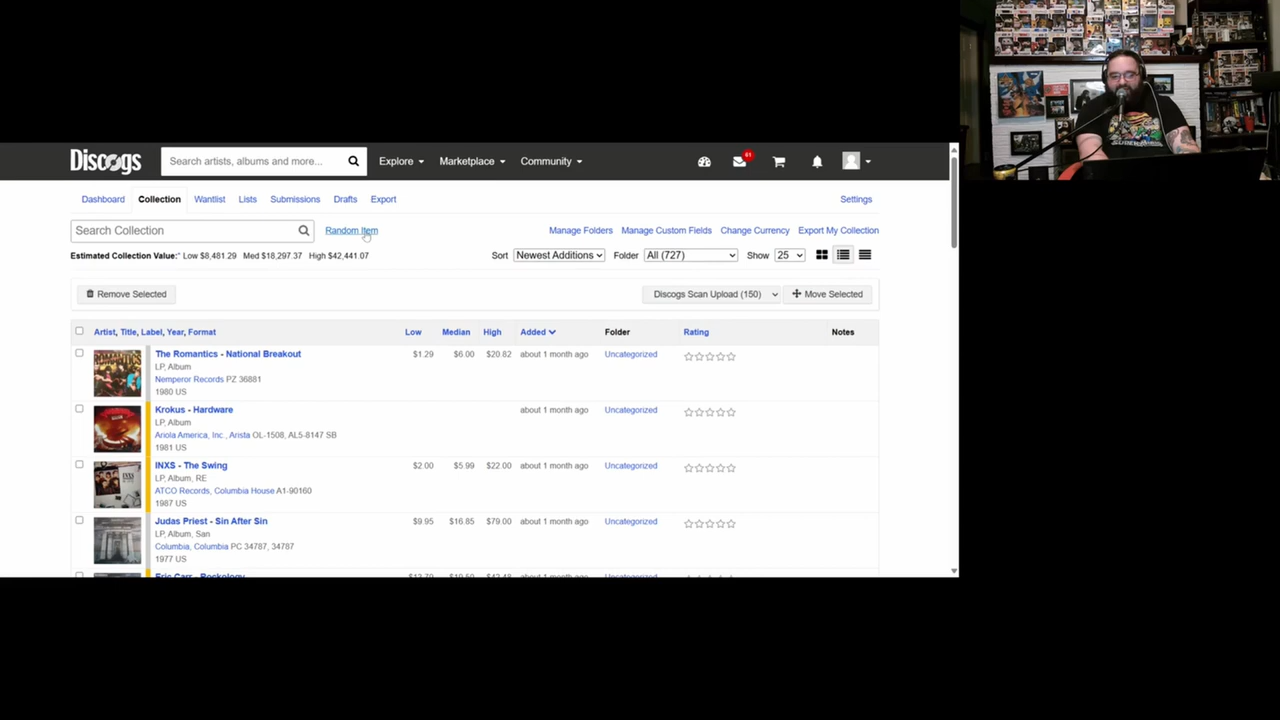 Discogs Search artists, albums and more... Explore Marketplace Community 61
Dashboard Collection Wantlist Lists Submissions Drafts Export Settings
Search Collection Random Item Manage Folders Manage Custom Fields Change Currency Export My Collection
Estimated Collection Value:* Low $8,481.29 Med $18,297.37 High $42,441.07 Sort Newest Additions Folder All (727) Show 25
Remove Selected Discogs Scan Upload (150) Move Selected
Artist, Title, Label, Year, Format Low Median High Added Folder Rating Notes
The Romantics - National Breakout $1.29 $6.00 $20.82 about 1 month ago Uncategorized
LP, Album
Nemperor Records PZ 36881
1980 US
Krokus - Hardware about 1 month ago Uncategorized
LP, Album
Ariola America, Inc., Arista OL-1508, AL5-8147 SB
1981 US
INXS - The Swing $2.00 $5.99 $22.00 about 1 month ago Uncategorized
LP, Album, RE
ATCO Records, Columbia House A1-90160
1987 US
Judas Priest - Sin After Sin $9.95 $16.85 $79.00 about 1 month ago Uncategorized
LP, Album, San
Columbia, Columbia PC 34787, 34787
1977 US
Eric Carr - Rockology